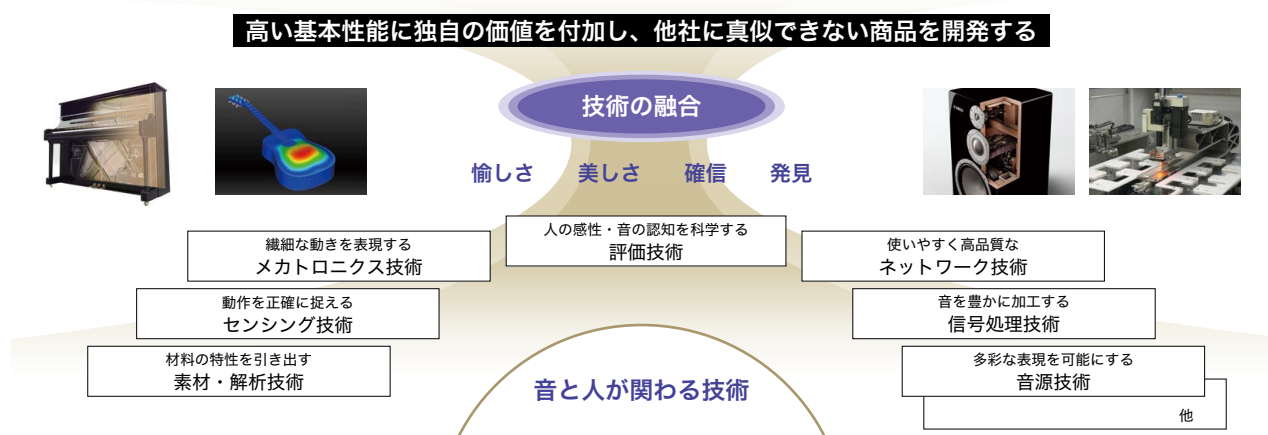 高い基本性能に独自の価値を付加し、他社に真似できない商品を開発する
技術の融合
愉しさ 美しさ 確信 発見
人の感性・音の認知を科学する
評価技術
繊細な動きを表現する
メカトロニクス技術
使いやすく高品質な
ネットワーク技術
動作を正確に捉える
センシング技術
音を豊かに加工する
信号処理技術
材料の特性を引き出す
素材・解析技術
多彩な表現を可能にする
音源技術
音と人が関わる技術
他